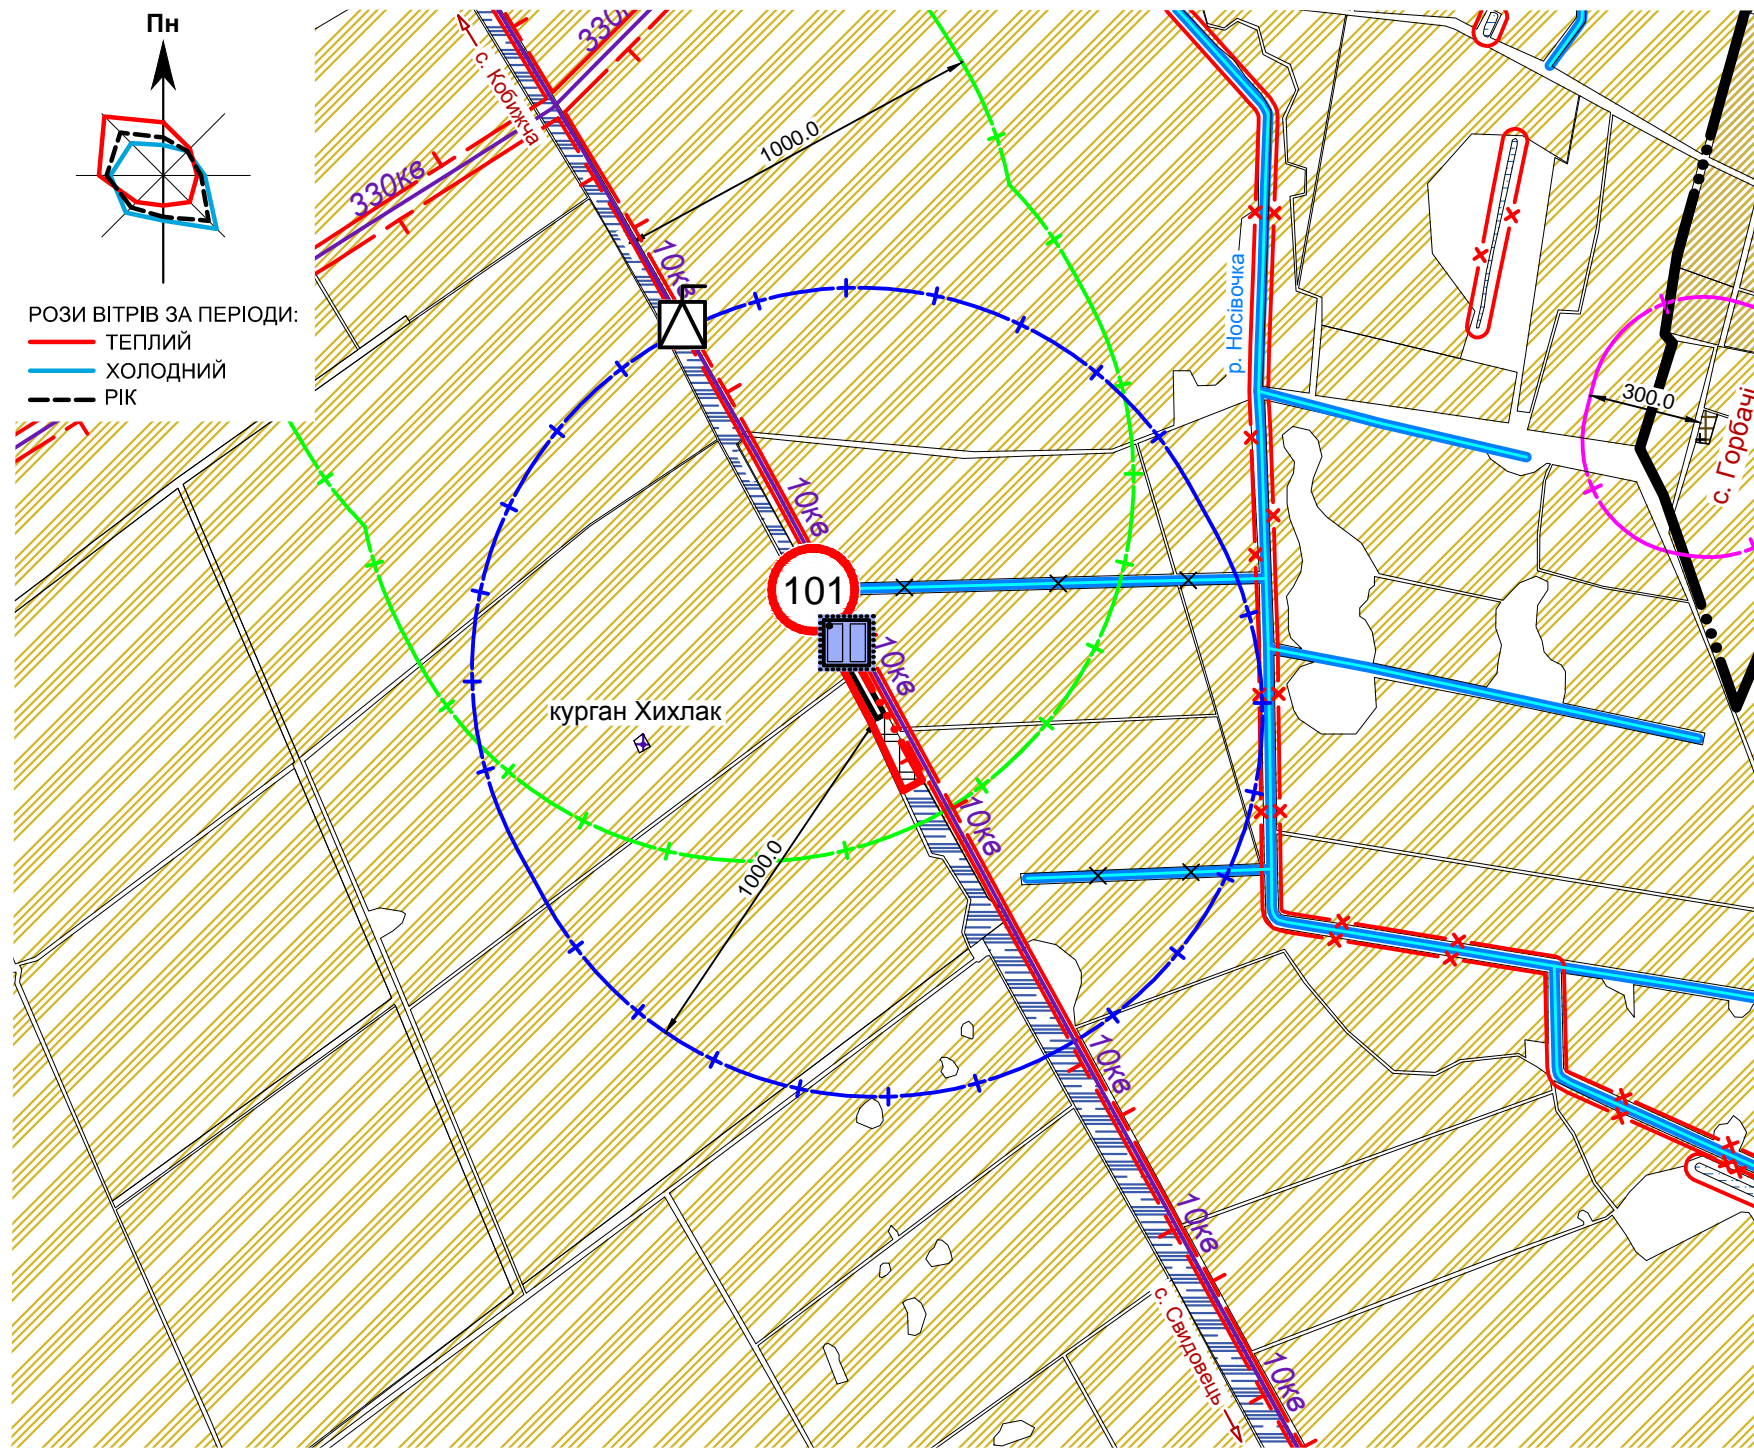 Пн
РОЗИ ВІТРІВ ЗА ПЕРІОДИ:
ТЕПЛИЙ
ХОЛОДНИЙ
РІК
с. Кобижча
330кв
1000.0
10кв
р. Носівочка
300.0
с. Горбачі
10кв
101
10кв
курган Хихлак
10кв
1000.0
10кв
10кв
с. Свидовець
10кв